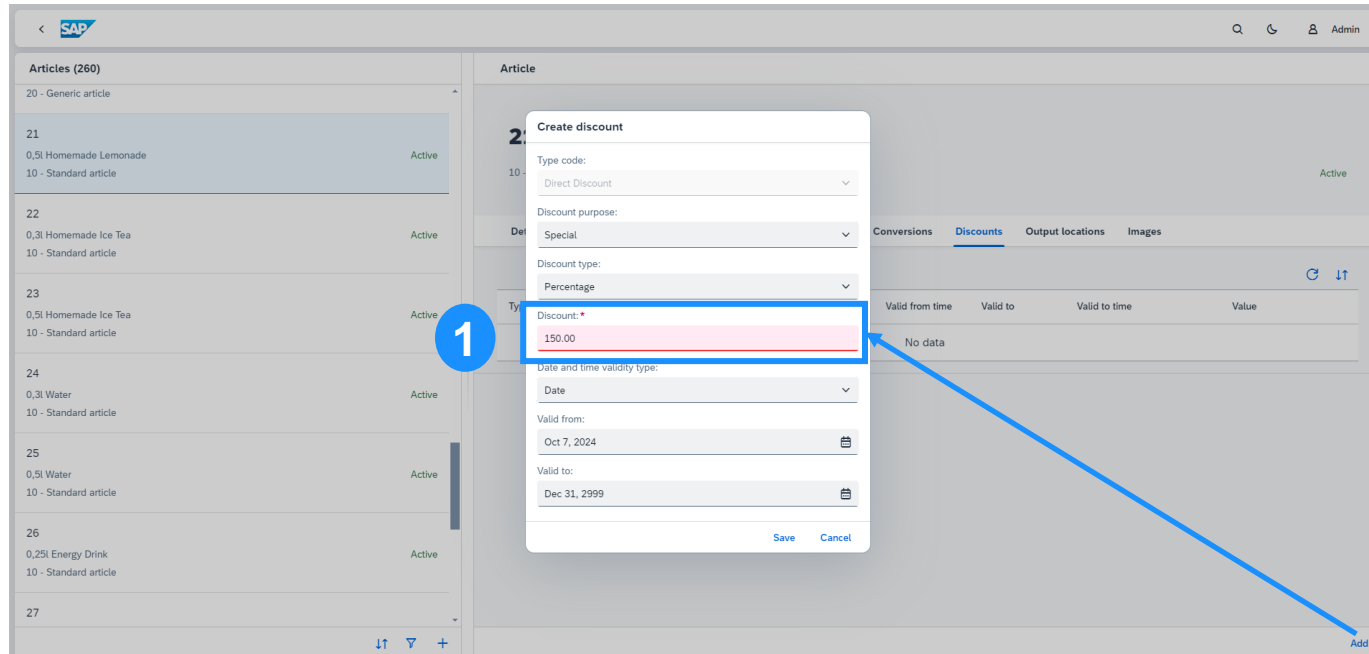 SAP
Admin
Articles (260)
Article
20 - Generic article
21
0,5l Homemade Lemonade
Active
10 - Standard article
22
0,3l Homemade Ice Tea
Active
10 - Standard article
23
0,5l Homemade Ice Tea
Active
10 - Standard article
24
0,3l Water
Active
10 - Standard article
25
0,5l Water
Active
10 - Standard article
26
0,25l Energy Drink
Active
10 - Standard article
27
10 -
Active
Conversions Discounts Output locations Images
Valid from time Valid to Valid to time Value
No data
Create discount
Type code:
Direct Discount
Discount purpose:
Special
Discount type:
Percentage
1
Discount: *
150.00
Date and time validity type:
Date
Valid from:
Oct 7, 2024
Valid to:
Dec 31, 2999
Save Cancel
Add